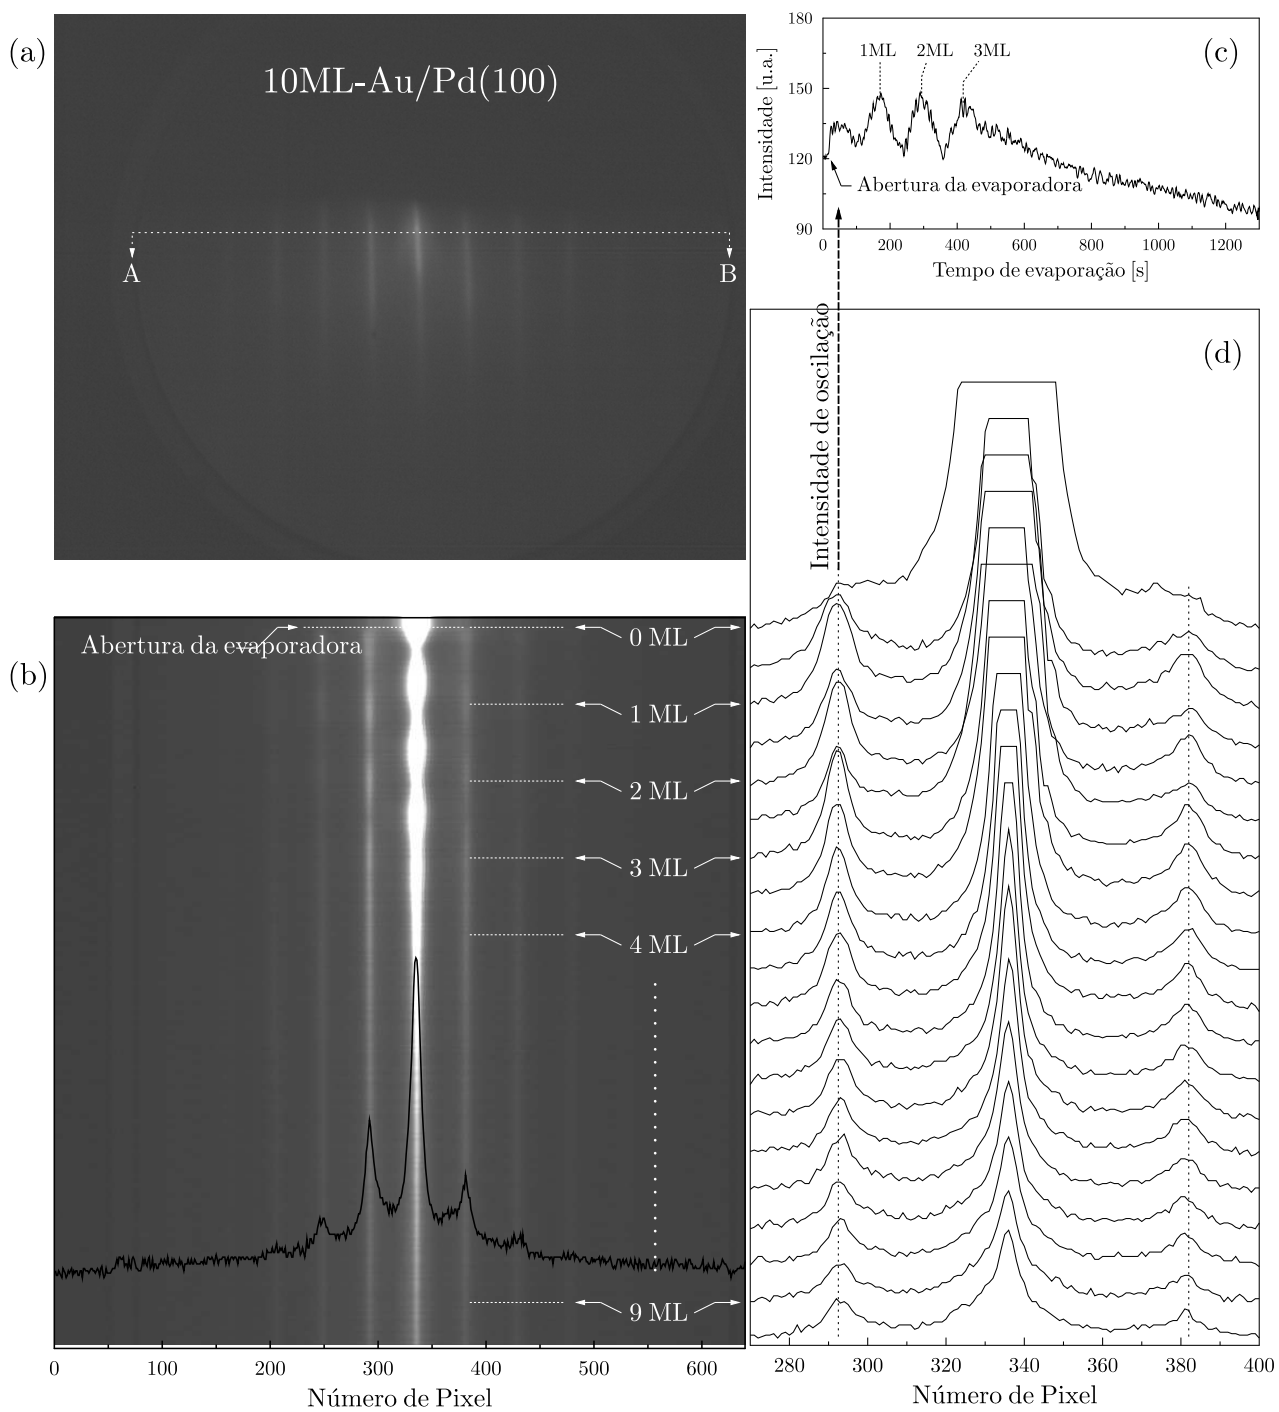 (a)
10ML-Au/Pd(100)
A
B
(c)
Intensidade [u.a.]
180
150
120
90
1ML
2ML
3ML
Abertura da evaporadora
0
200
400
600
800
1000
1200
Tempo de evaporação [s]
(b)
Abertura da evaporadora
0 ML
1 ML
2 ML
3 ML
4 ML
9 ML
0
100
200
300
400
500
600
Número de Pixel
(d)
Intensidade de oscilação
280
300
320
340
360
380
400
Número de Pixel